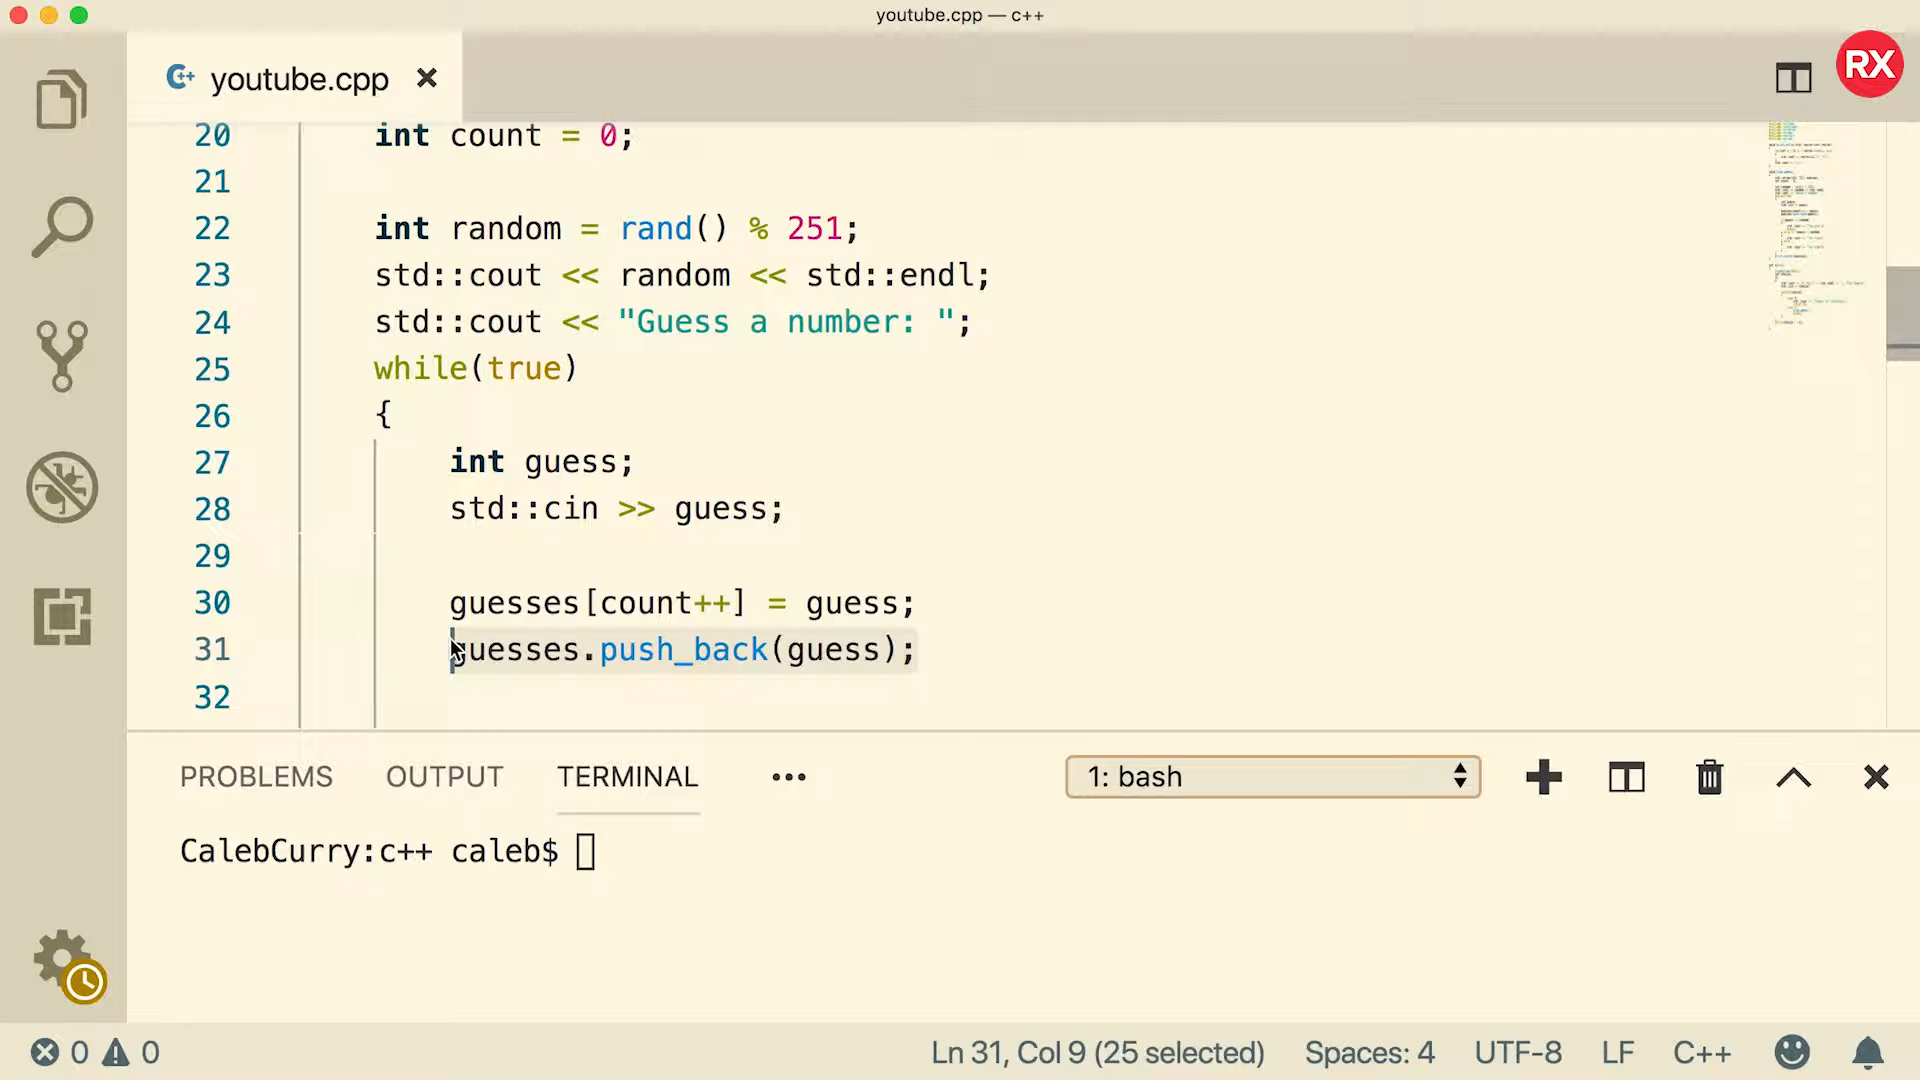 youtube.cpp — c++
youtube.cpp
RX
20 int count = 0;
21
22 int random = rand() % 251;
23 std::cout << random << std::endl;
24 std::cout << "Guess a number: ";
25 while(true)
26 {
27 int guess;
28 std::cin >> guess;
29
30 guesses[count++] = guess;
31 guesses.push_back(guess);
32
PROBLEMS OUTPUT TERMINAL ••• 1: bash
CalebCurry:c++ caleb$
0 0 Ln 31, Col 9 (25 selected) Spaces: 4 UTF-8 LF C++